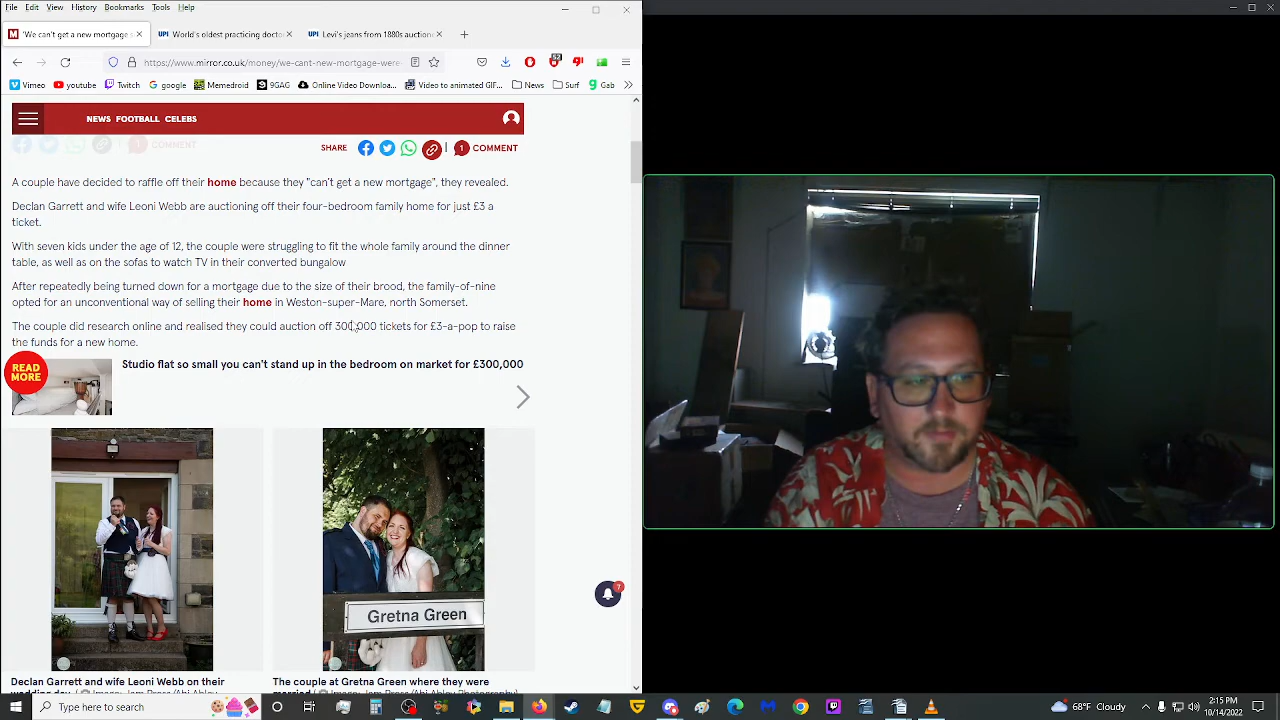 File Edit View History Bookmarks Tools Help
'We can't get a new mortgage s
World's oldest practicing docto
Levi's jeans from 1880s auction
https://www.mirror.co.uk/money/we-cant-new-mortgage-were-
Vimeo youtube Twitch google Memedroid 9GAG Online Video Downloa... Video to animated GIF... News Surf Gab
NEWS FOOTBALL CELEBS
COMMENT
SHARE 1 COMMENT
A couple have decided to raffle off their home because they "can't get a new mortgage", they revealed.
Declan Garrett and wife Leoni Webb are auctioning off their four-bedroom family home for just £3 a
ticket.
With seven kids under the age of 12, the couple were struggling to fit the whole family around the dinner
table, as well as on the sofas to watch TV in their converted bungalow
After repeatedly being turned down for a mortgage due to the size of their brood, the family-of-nine
opted for an unconventional way of selling their home in Weston-super-Mare, north Somerset.
The couple did research online and realised they could auction off 300,000 tickets for £3-a-pop to raise
the funds for a new home.
READ
MORE
Studio flat so small you can't stand up in the bedroom on market for £300,000
Gretna Green
7
Declan Garrett and wife Leoni Webb on their
The couple at Gretna Green where they were
Type here to search
68°F Cloudy
2:15 PM
10/14/2022